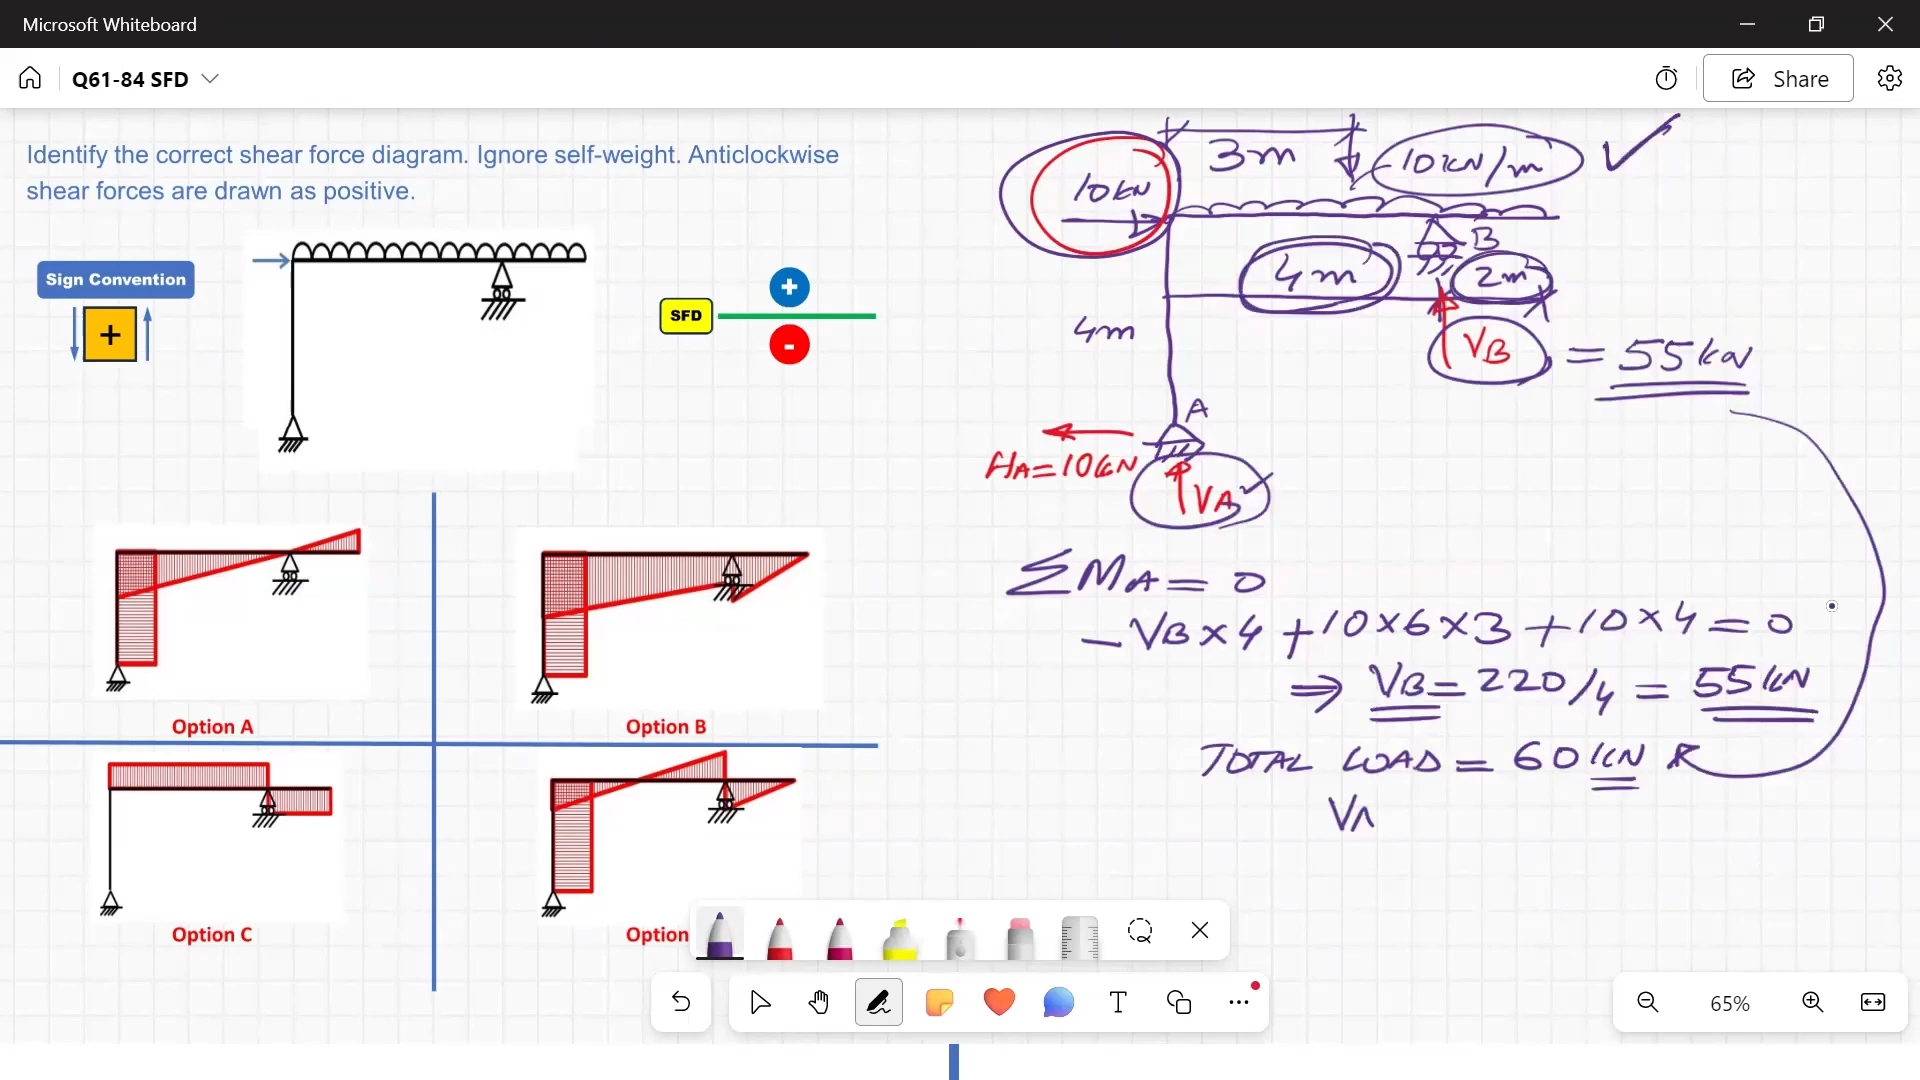 Microsoft Whiteboard
Q61-84 SFD
Share
Identify the correct shear force diagram. Ignore self-weight. Anticlockwise
shear forces are drawn as positive.
Sign Convention
+
SFD
+
-
Option A
Option B
Option C
Option
10KN
3m
10KN/m
B
4m
2m
4m
VB = 55KN
A
HA=10KN
VA
ΣMA = 0
-VB×4 +10×6×3 +10×4 = 0
⇒ VB = 220/4 = 55KN
TOTAL LOAD = 60KN
VA
T
65%